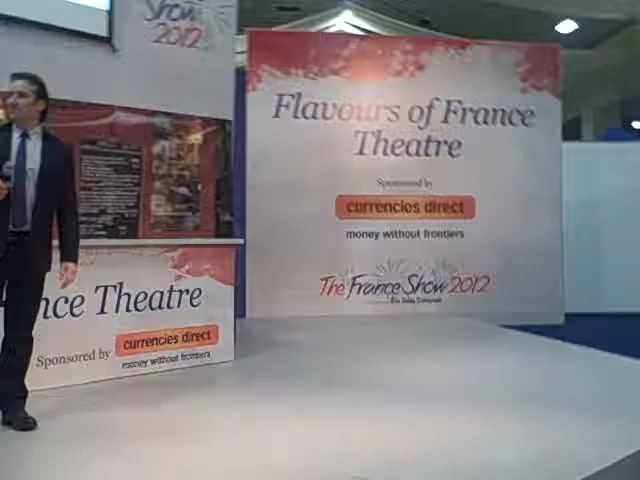 Show
2012
Flavours of France
Theatre
Sponsored by
currencies direct
money without frontiers
The France Show 2012
nce Theatre
Sponsored by
currencies direct
money without frontiers